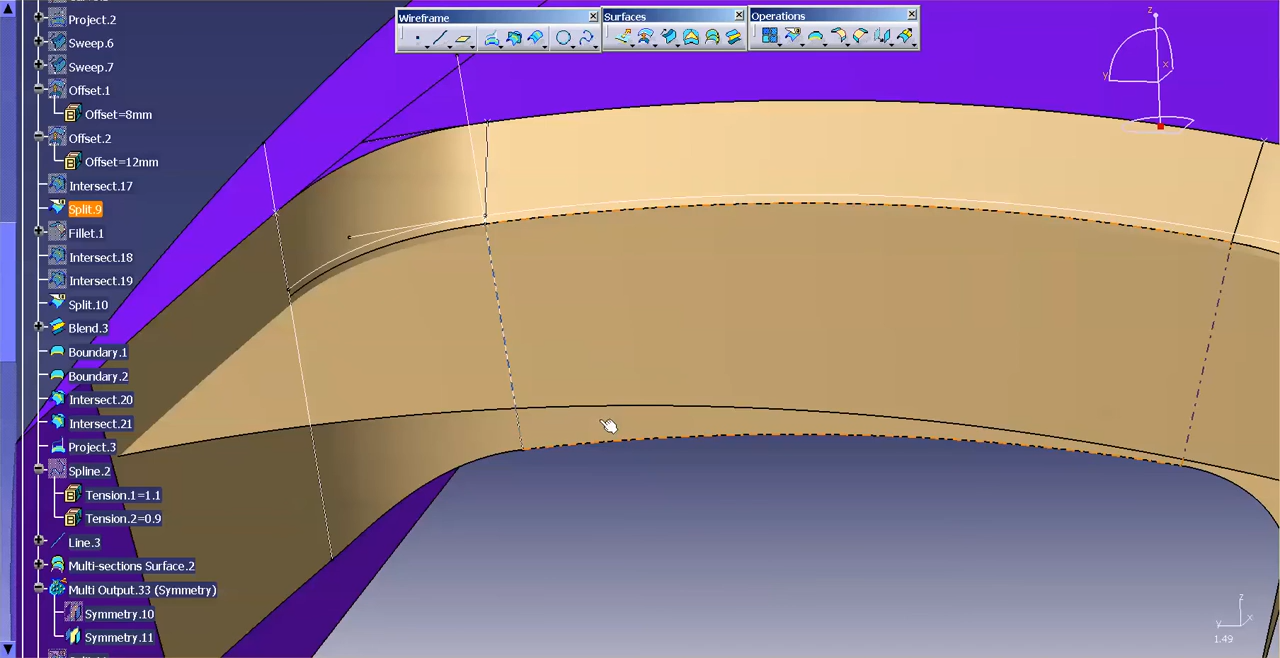 Wireframe
Surfaces
Operations
Project.2
Sweep.6
Sweep.7
Offset.1
Offset=8mm
Offset.2
Offset=12mm
Intersect.17
Split.9
Fillet.1
Intersect.18
Intersect.19
Split.10
Blend.3
Boundary.1
Boundary.2
Intersect.20
Intersect.21
Project.3
Spline.2
Tension.1=1.1
Tension.2=0.9
Line.3
Multi-sections Surface.2
Multi Output.33 (Symmetry)
Symmetry.10
Symmetry.11
z
x
y
z
y
x
1.49